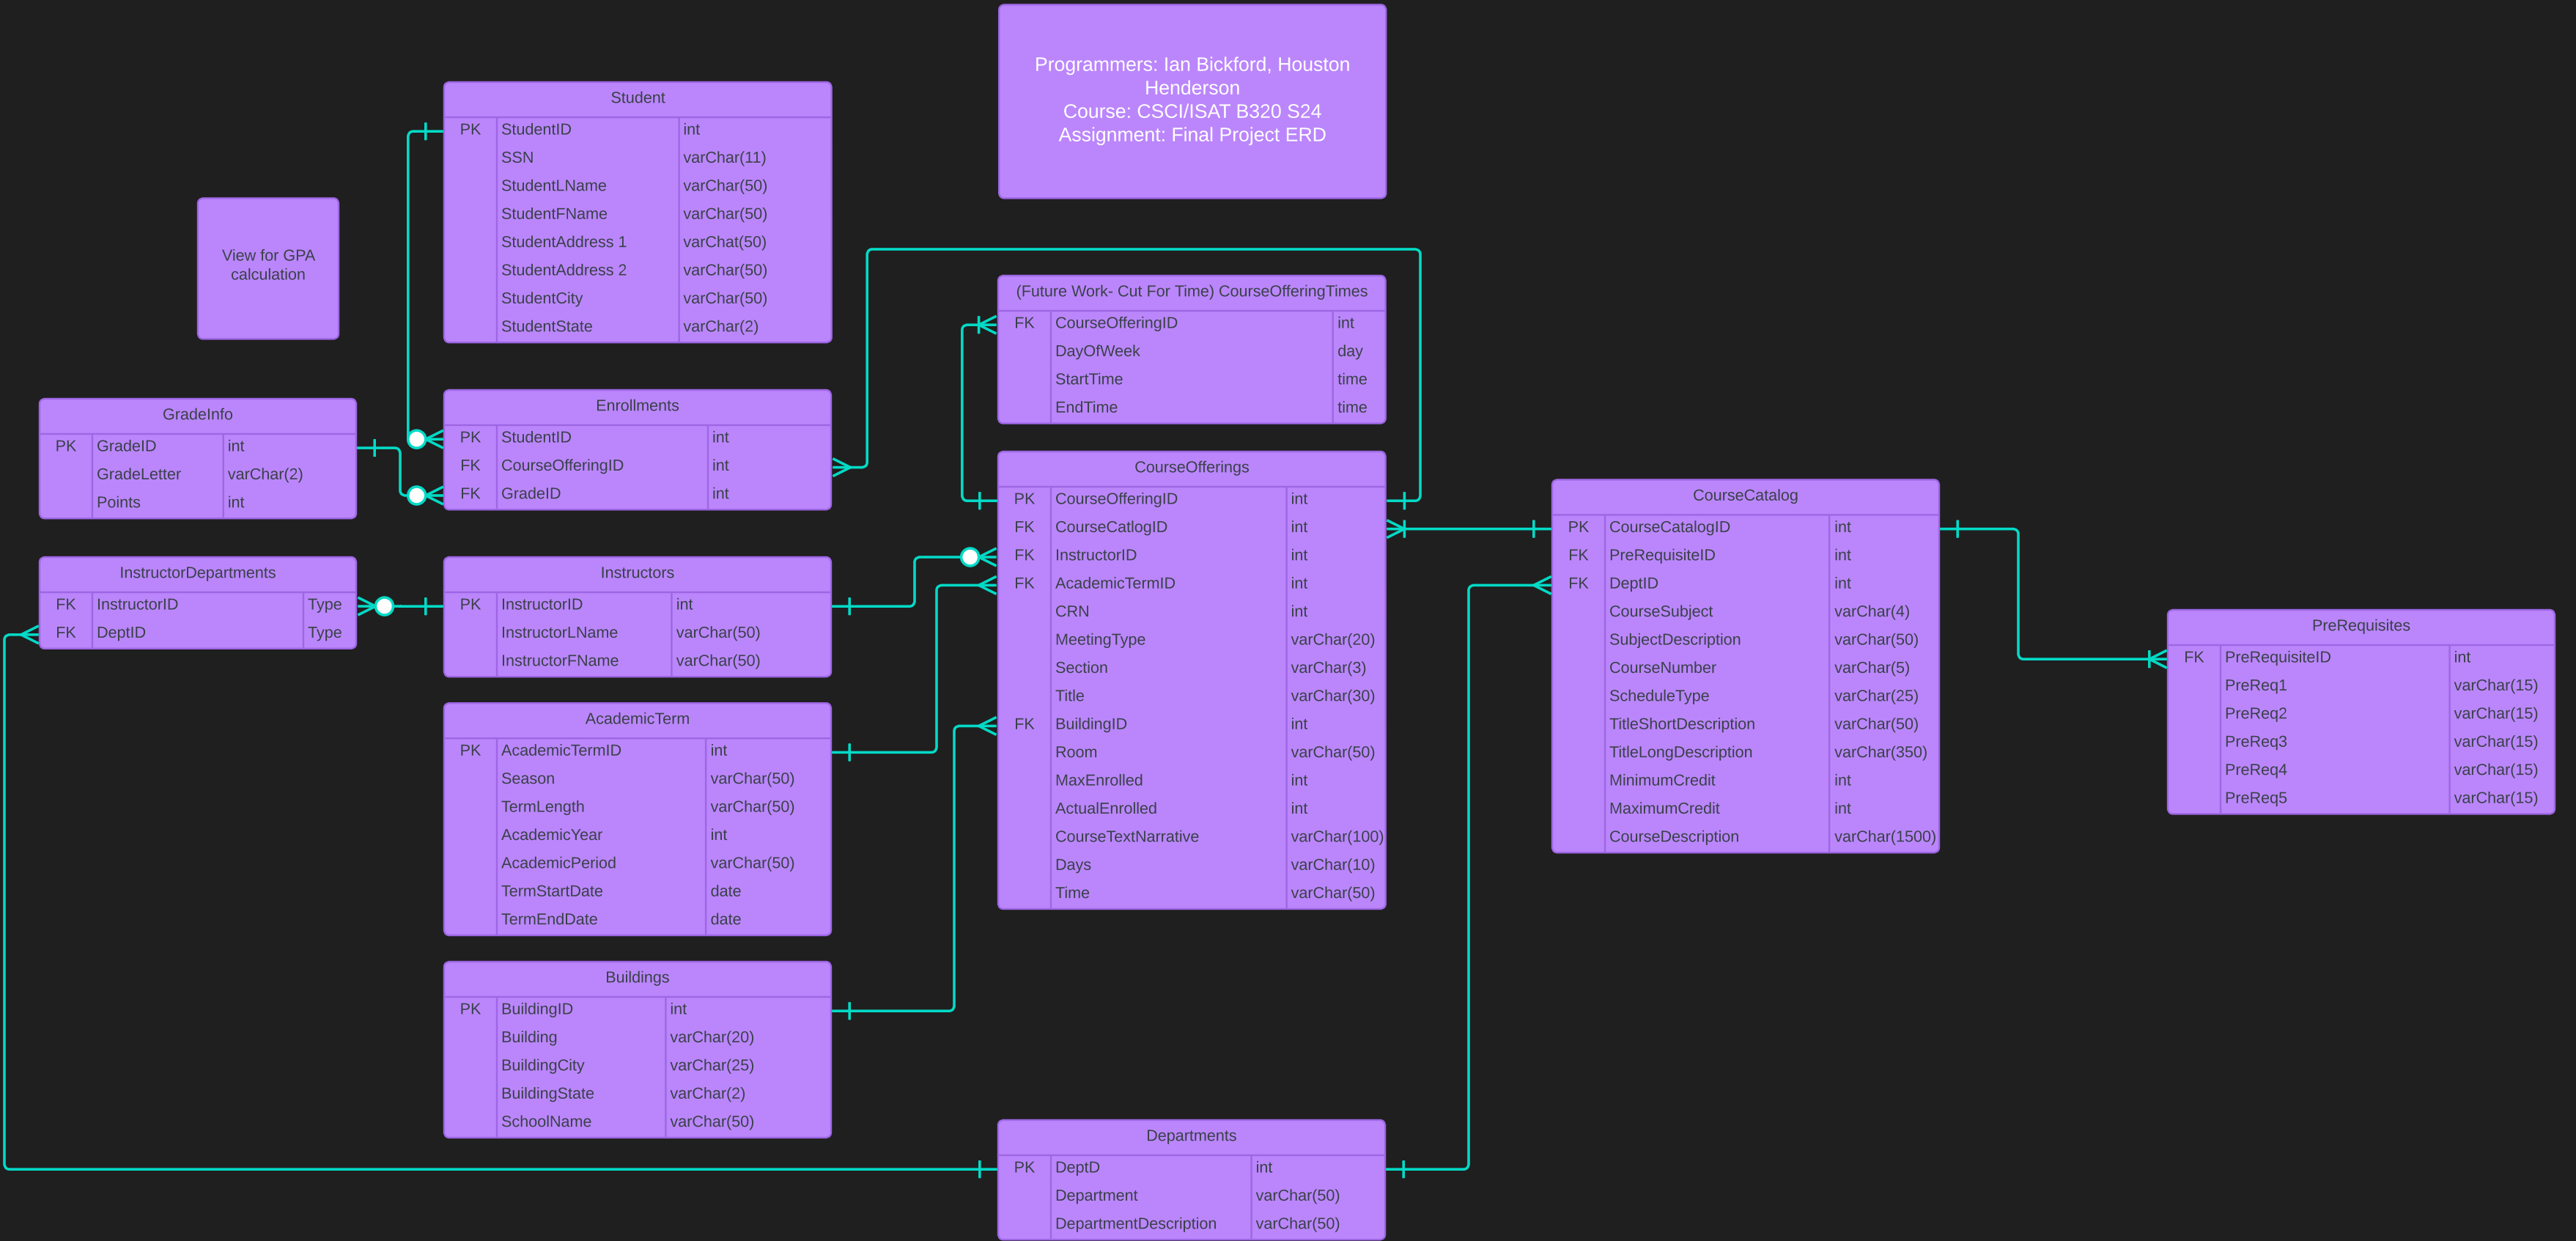 Programmers: Ian Bickford, Houston
Henderson
Course: CSCI/ISAT B320 S24
Assignment: Final Project ERD
Student
PK StudentID int
SSN varChar(11)
StudentLName varChar(50)
StudentFName varChar(50)
StudentAddress 1 varChat(50)
StudentAddress 2 varChar(50)
StudentCity varChar(50)
StudentState varChar(2)
View for GPA
calculation
(Future Work- Cut For Time) CourseOfferingTimes
FK CourseOfferingID int
DayOfWeek day
StartTime time
EndTime time
GradeInfo
PK GradeID int
GradeLetter varChar(2)
Points int
Enrollments
PK StudentID int
FK CourseOfferingID int
FK GradeID int
CourseOfferings
PK CourseOfferingID int
FK CourseCatlogID int
FK InstructorID int
FK AcademicTermID int
CRN int
MeetingType varChar(20)
Section varChar(3)
Title varChar(30)
FK BuildingID int
Room varChar(50)
MaxEnrolled int
ActualEnrolled int
CourseTextNarrative varChar(100)
Days varChar(10)
Time varChar(50)
CourseCatalog
PK CourseCatalogID int
FK PreRequisiteID int
FK DeptID int
CourseSubject varChar(4)
SubjectDescription varChar(50)
CourseNumber varChar(5)
ScheduleType varChar(25)
TitleShortDescription varChar(50)
TitleLongDescription varChar(350)
MinimumCredit int
MaximumCredit int
CourseDescription varChar(1500)
PreRequisites
FK PreRequisiteID int
PreReq1 varChar(15)
PreReq2 varChar(15)
PreReq3 varChar(15)
PreReq4 varChar(15)
PreReq5 varChar(15)
InstructorDepartments
FK InstructorID Type
FK DeptID Type
Instructors
PK InstructorID int
InstructorLName varChar(50)
InstructorFName varChar(50)
AcademicTerm
PK AcademicTermID int
Season varChar(50)
TermLength varChar(50)
AcademicYear int
AcademicPeriod varChar(50)
TermStartDate date
TermEndDate date
Buildings
PK BuildingID int
Building varChar(20)
BuildingCity varChar(25)
BuildingState varChar(2)
SchoolName varChar(50)
Departments
PK DeptD int
Department varChar(50)
DepartmentDescription varChar(50)